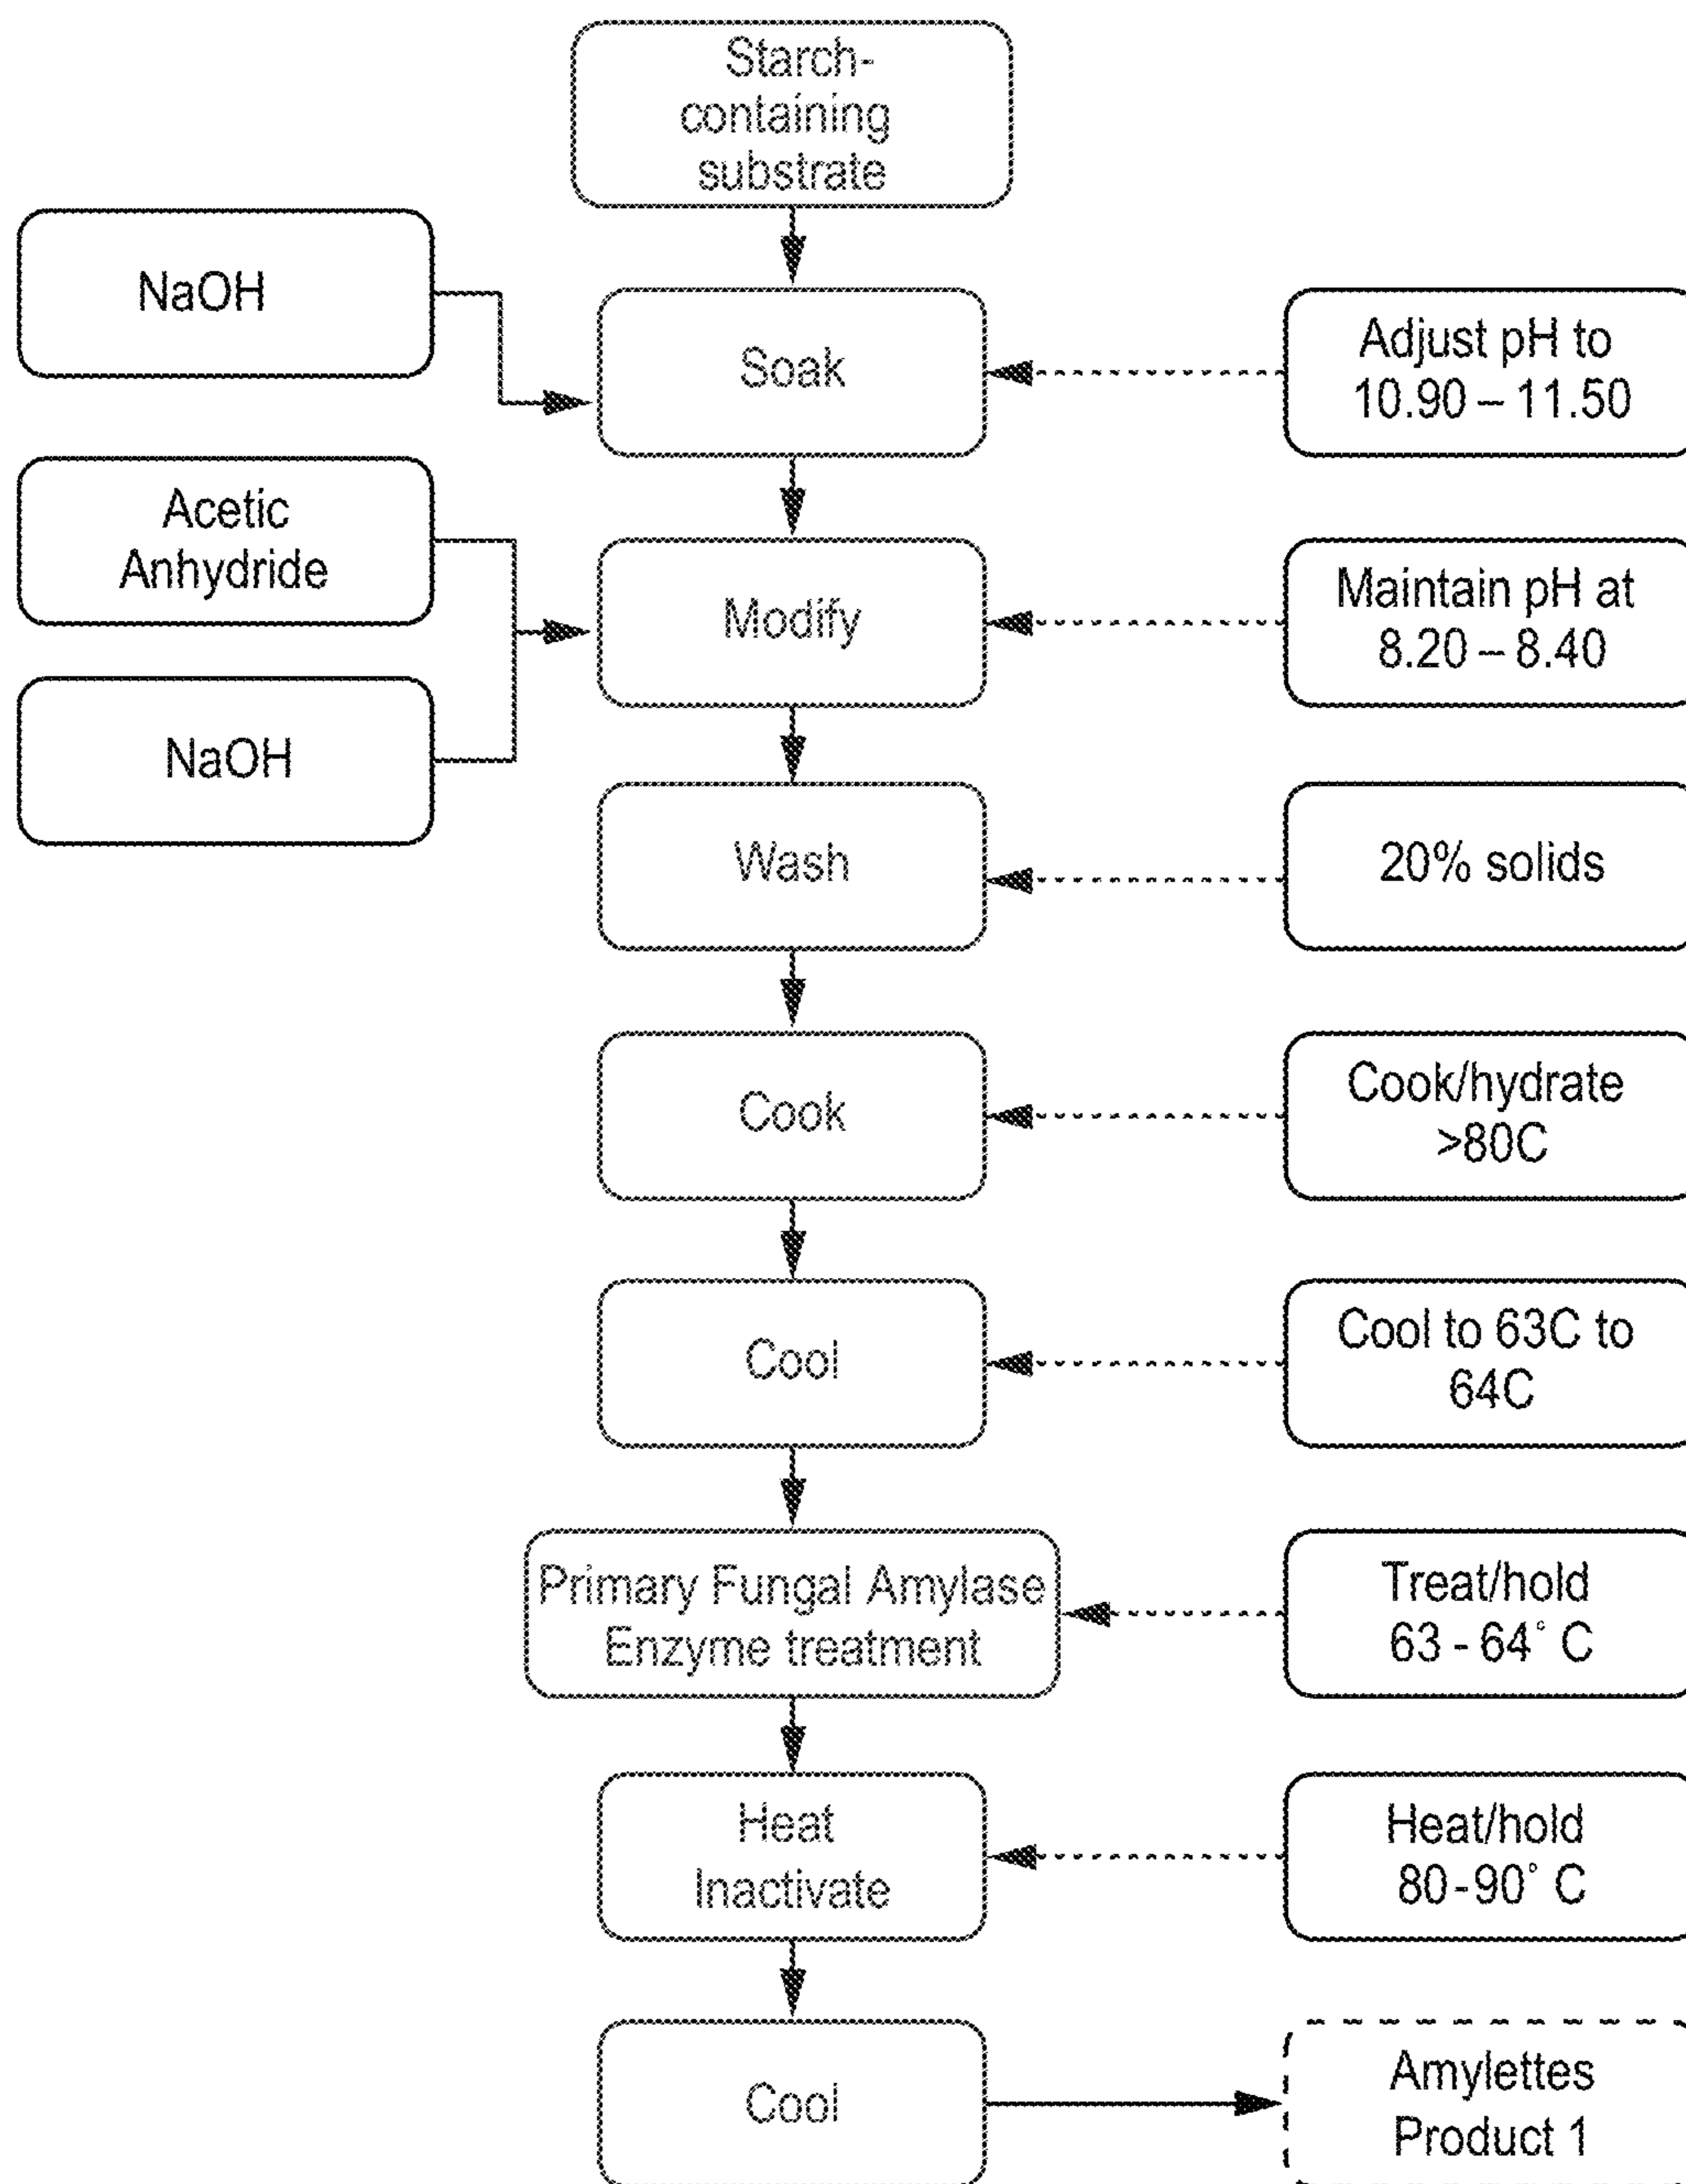 Starch-
containing
substrate
NaOH
Soak
Adjust pH to
10.90 – 11.50
Acetic
Anhydride
Modify
Maintain pH at
8.20 – 8.40
NaOH
Wash
20% solids
Cook
Cook/hydrate
>80C
Cool
Cool to 63C to
64C
Primary Fungal Amylase
Enzyme treatment
Treat/hold
63 - 64° C
Heat
Inactivate
Heat/hold
80-90° C
Cool
Amylettes
Product 1